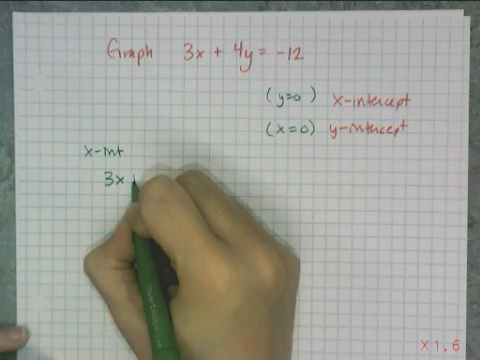 Graph 3x + 4y = -12
(y=0) x-intercept
(x=0) y-intercept
x-int
3x
X1.6